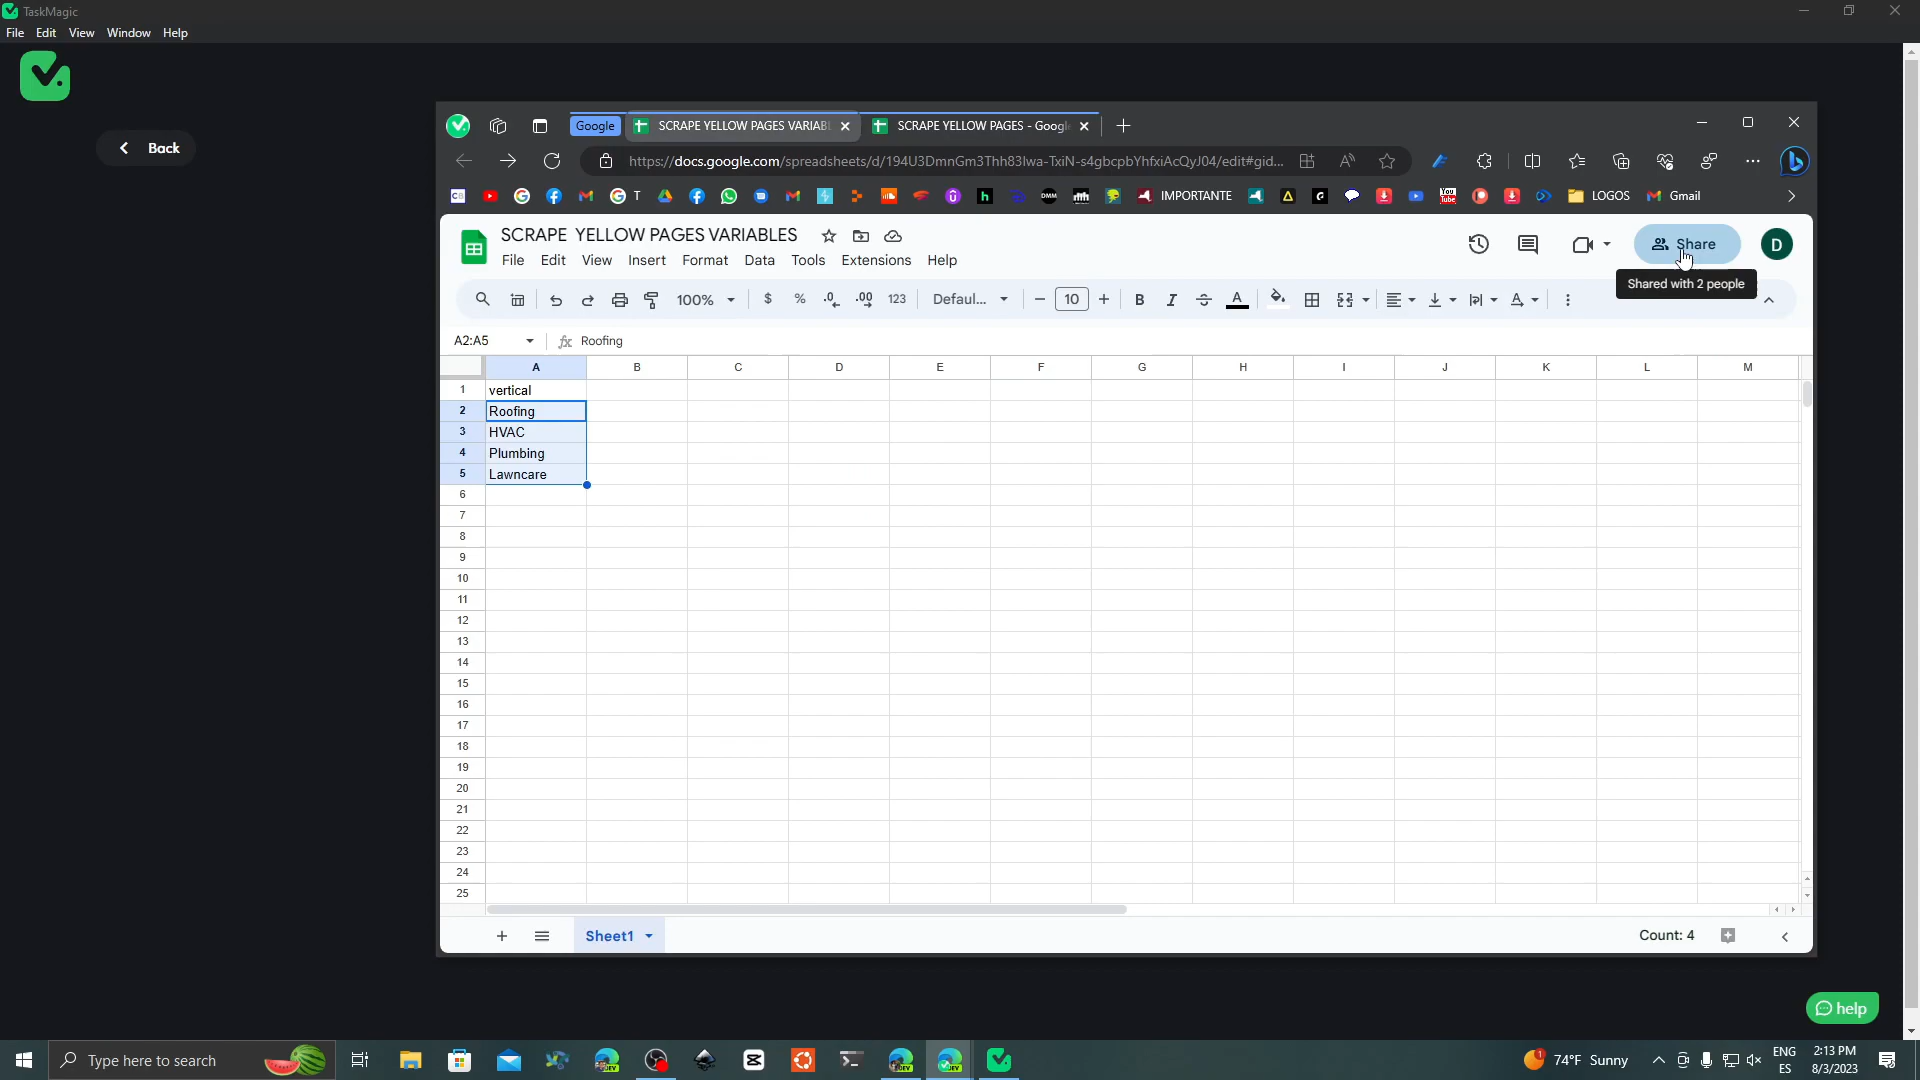 TaskMagic
File Edit View Window Help
Back
Google SCRAPE YELLOW PAGES VARIABL SCRAPE YELLOW PAGES - Googl
https://docs.google.com/spreadsheets/d/194U3DmnGm3Thh83lwa-TxiN-s4gbcpbYhfxiAcQyJ04/edit#gid...
T IMPORTANTE LOGOS Gmail
SCRAPE YELLOW PAGES VARIABLES
Share
D
File Edit View Insert Format Data Tools Extensions Help
Shared with 2 people
100% $ % .0 .00 123 Defaul... 10 B I A
A2:A5 fx Roofing
A B C D E F G H I J K L M
1 vertical
2 Roofing
3 HVAC
4 Plumbing
5 Lawncare
6
7
8
9
10
11
12
13
14
15
16
17
18
19
20
21
22
23
24
25
Sheet1 Count: 4
help
Type here to search
74°F Sunny
ENG
ES
2:13 PM
8/3/2023